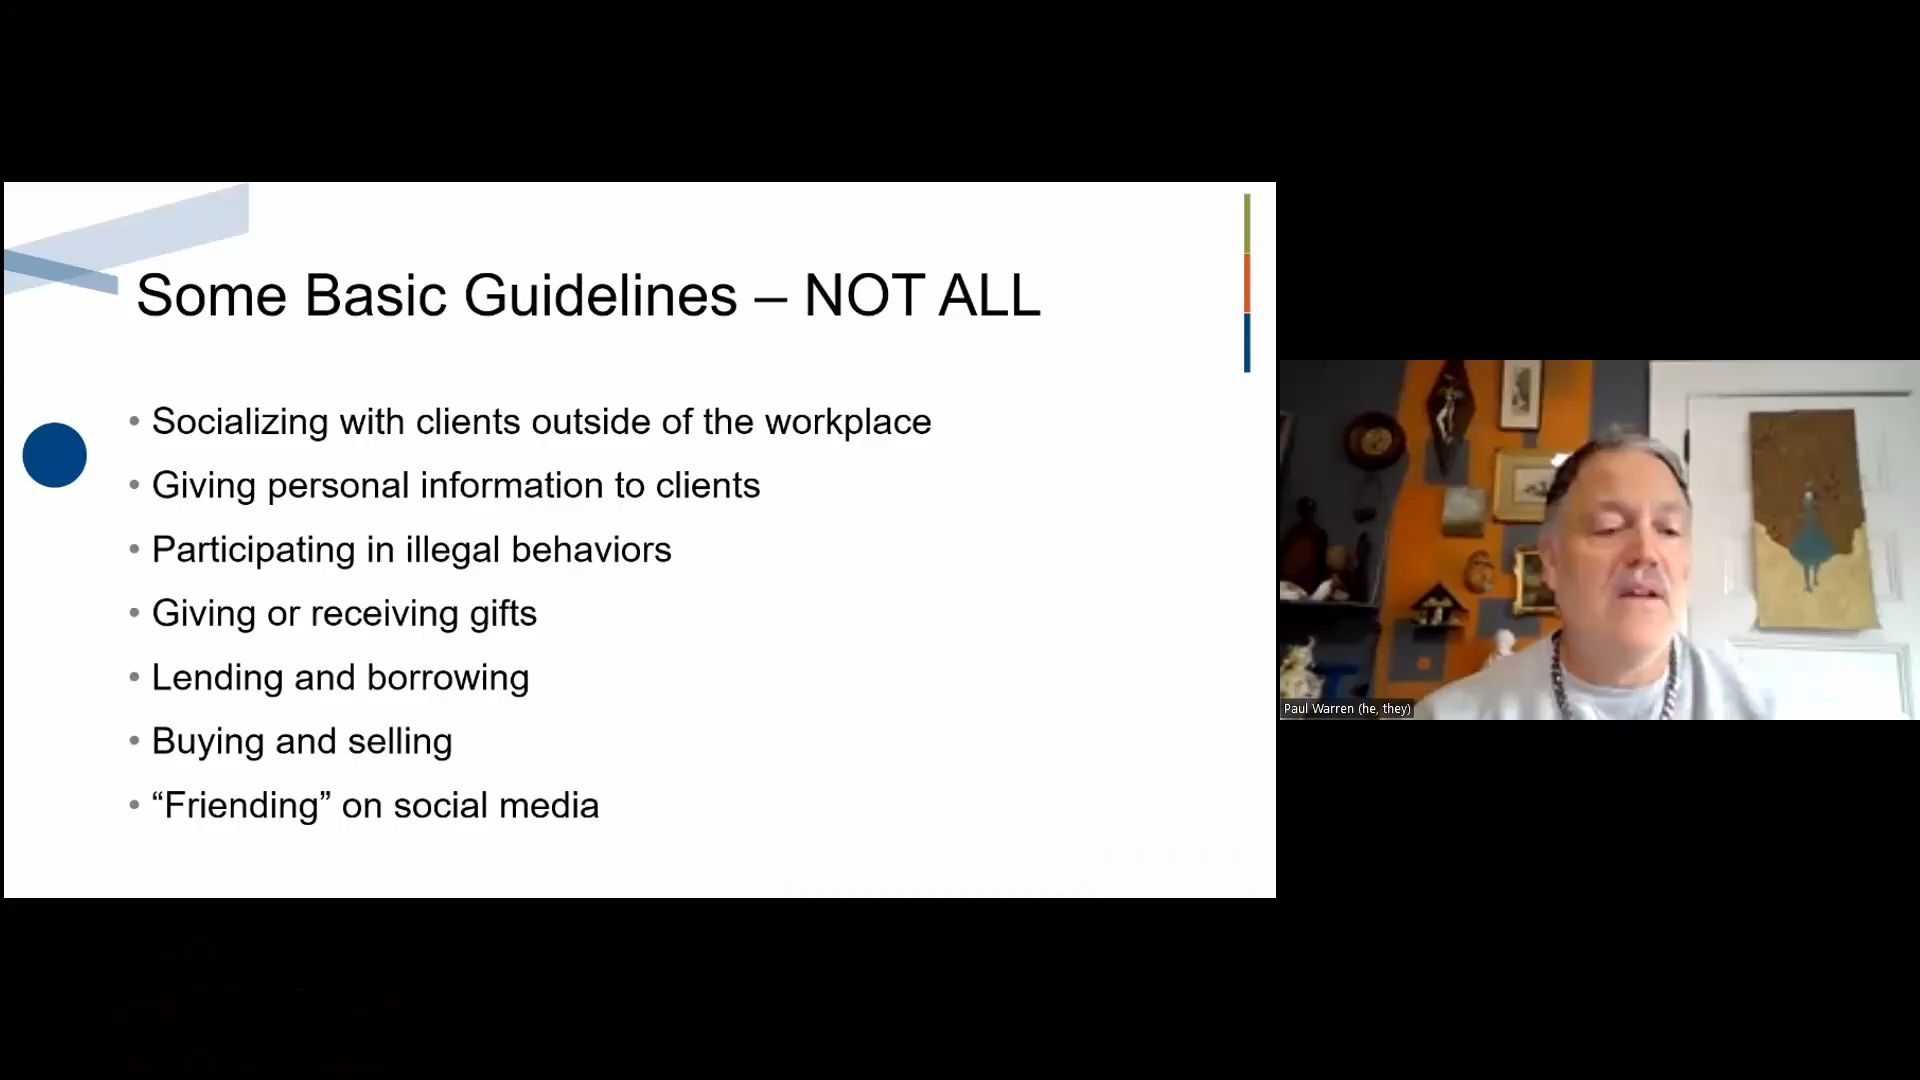 Some Basic Guidelines – NOT ALL
• Socializing with clients outside of the workplace
• Giving personal information to clients
• Participating in illegal behaviors
• Giving or receiving gifts
• Lending and borrowing
• Buying and selling
• “Friending” on social media
Paul Warren (he, they)